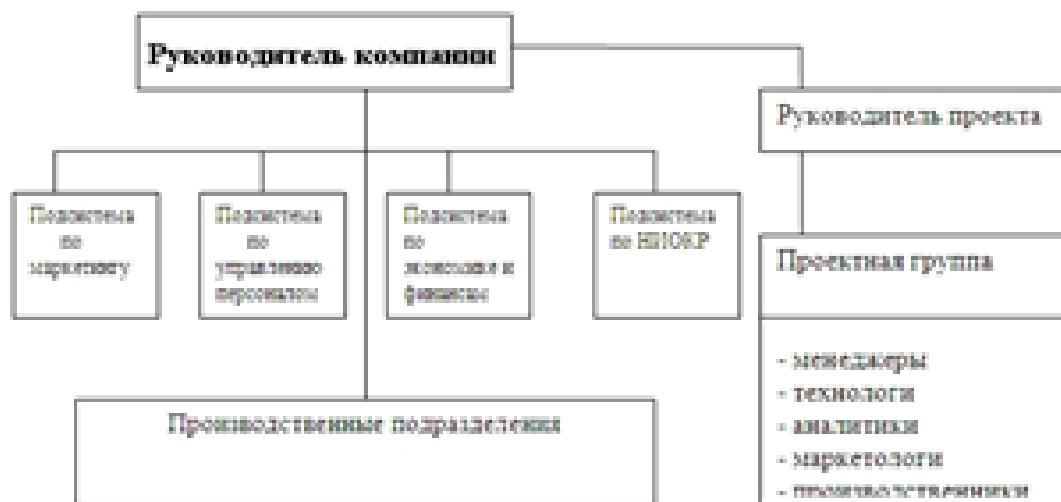 Руководитель компании
Руководитель проекта
Подсистема
по
маркетингу
Подсистема
по
управлению
персоналом
Подсистема
по
экономике и
финансам
Подсистема
по НИОКР
Проектная группа
- менеджеры
- технологи
- аналитики
- маркетологи
- производственники
Производственные подразделения